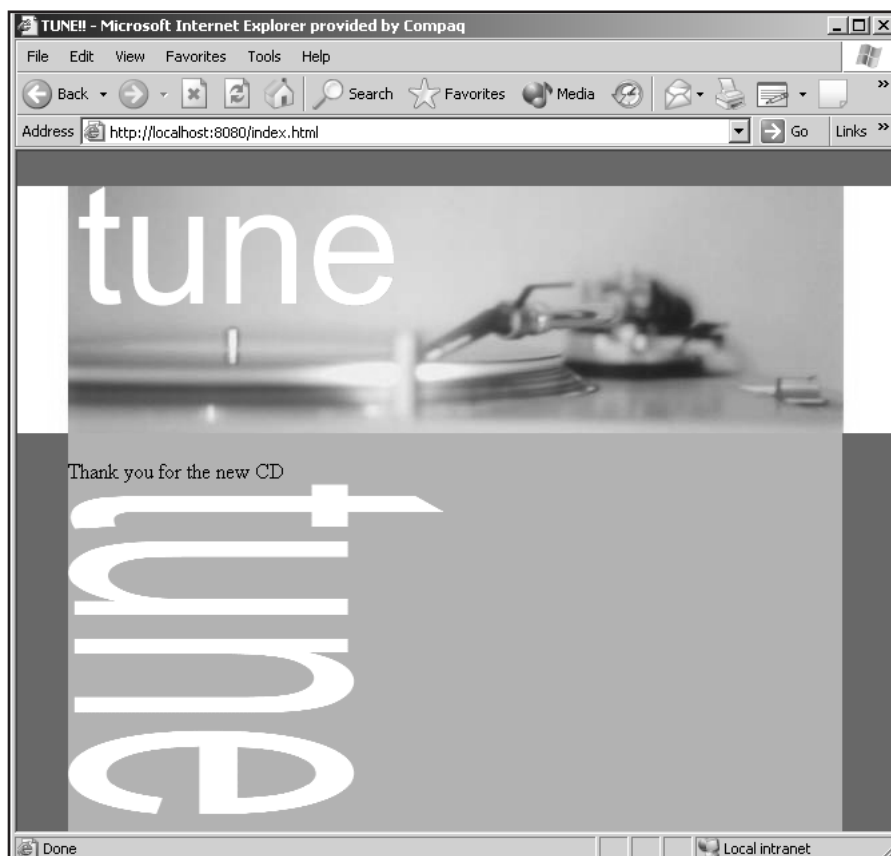 TUNE!! - Microsoft Internet Explorer provided by Compaq
File Edit View Favorites Tools Help
Back Search Favorites Media »
Address http://localhost:8080/index.html Go Links »
tune
Thank you for the new CD
tune
Done Local intranet